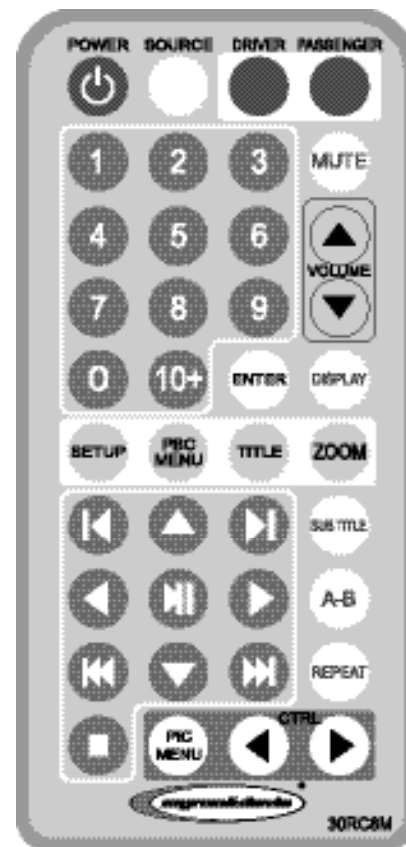 POWER SOURCE DRIVER PASSENGER
1 2 3 MUTE
4 5 6
VOLUME
7 8 9
0 10+ ENTER DISPLAY
SETUP PBC MENU TITLE ZOOM
SUB TITLE
A-B
REPEAT
CTRL
PIC MENU
30RC8M